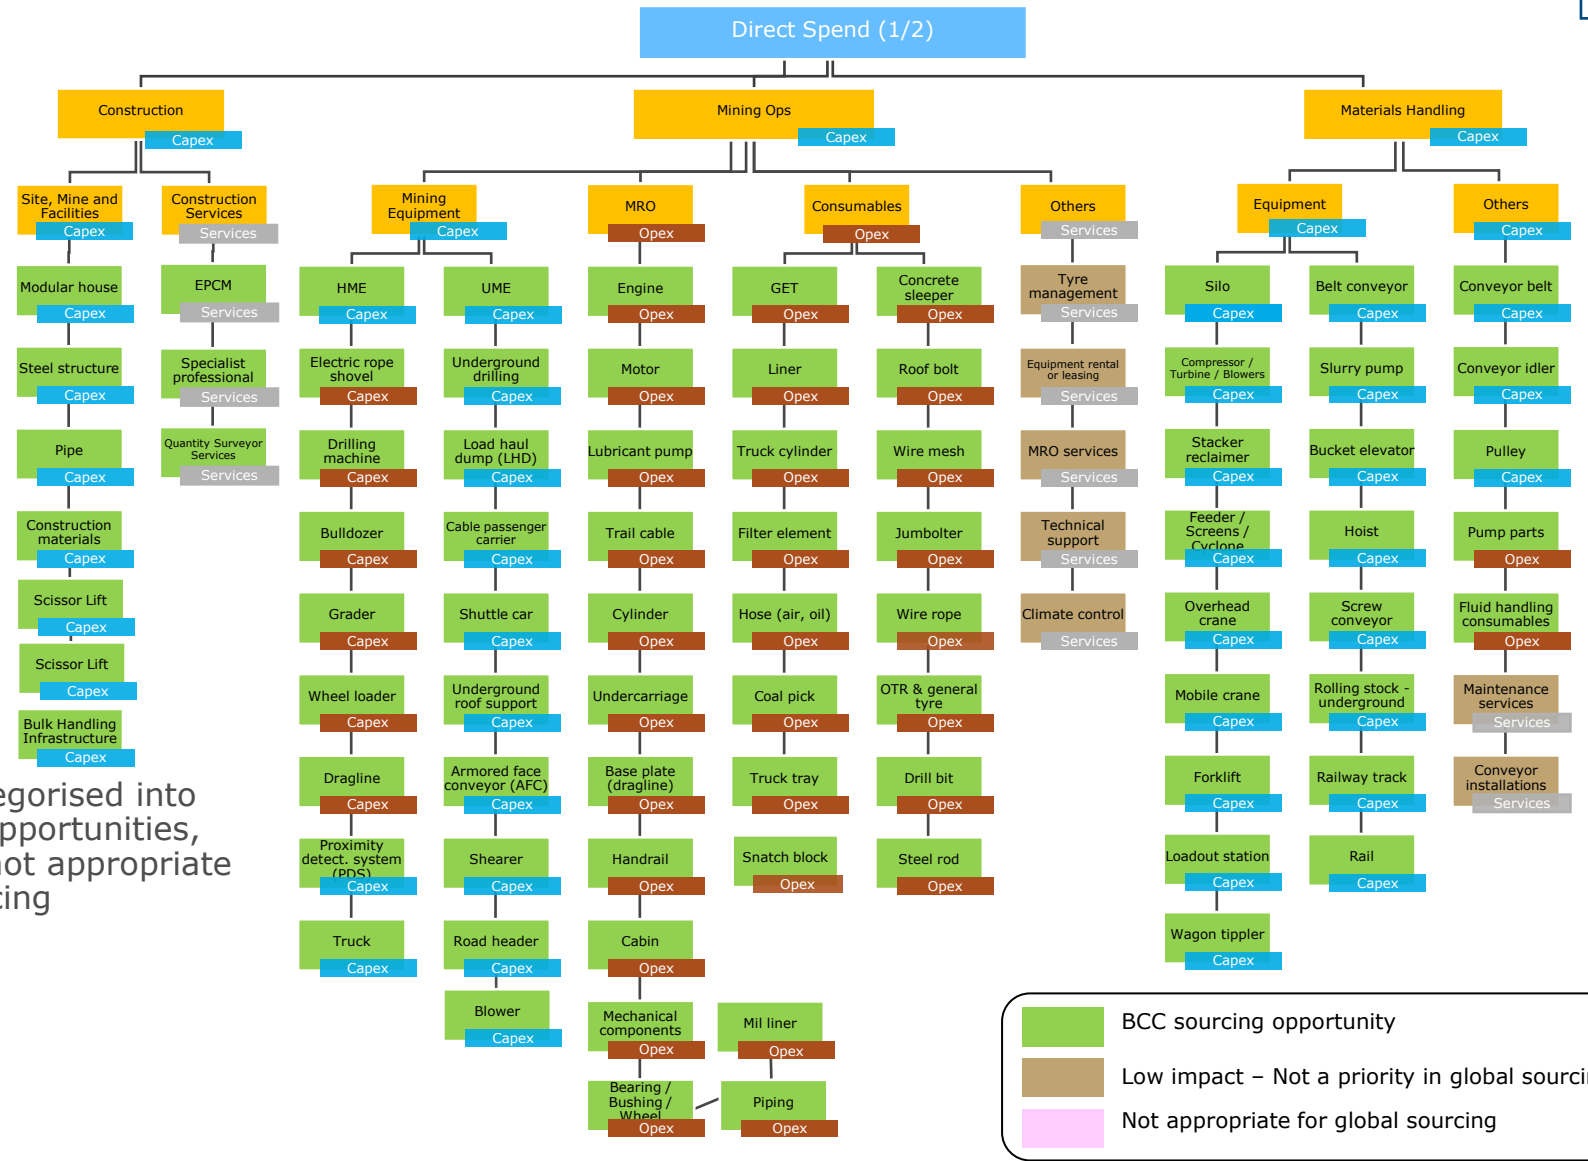 Direct Spend (1/2)
Construction
Capex
Mining Ops
Capex
Materials Handling
Capex
Site, Mine and
Facilities
Capex
Construction
Services
Services
Mining
Equipment
Capex
MRO
Opex
Consumables
Opex
Others
Services
Equipment
Capex
Others
Capex
Modular house
Capex
Steel structure
Capex
Pipe
Capex
Construction
materials
Capex
Scissor Lift
Capex
Scissor Lift
Capex
Bulk Handling
Infrastructure
Capex
EPCM
Services
Specialist
professional
Services
Quantity Surveyor
Services
Services
HME
Capex
Electric rope
shovel
Capex
Drilling
machine
Capex
Bulldozer
Capex
Grader
Capex
Wheel loader
Capex
Dragline
Capex
Proximity
detect. system
(PDS)
Capex
Truck
Capex
UME
Capex
Underground
drilling
Capex
Load haul
dump (LHD)
Capex
Cable passenger
carrier
Capex
Shuttle car
Capex
Underground
roof support
Capex
Armored face
conveyor (AFC)
Capex
Shearer
Capex
Road header
Capex
Blower
Capex
Engine
Opex
Motor
Opex
Lubricant pump
Opex
Trail cable
Opex
Cylinder
Opex
Undercarriage
Opex
Base plate
(dragline)
Opex
Handrail
Opex
Cabin
Opex
Mechanical
components
Opex
Bearing /
Bushing /
Wheel
Opex
Piping
Opex
Mil liner
Opex
GET
Opex
Liner
Opex
Truck cylinder
Opex
Filter element
Opex
Hose (air, oil)
Opex
Coal pick
Opex
Truck tray
Opex
Snatch block
Opex
Concrete
sleeper
Opex
Roof bolt
Opex
Wire mesh
Opex
Jumbolter
Opex
Wire rope
Opex
OTR & general
tyre
Opex
Drill bit
Opex
Steel rod
Opex
Tyre
management
Services
Equipment rental
or leasing
Services
MRO services
Services
Technical
support
Services
Climate control
Services
Silo
Capex
Compressor /
Turbine / Blowers
Capex
Stacker
reclaimer
Capex
Feeder /
Screens /
Cyclone
Capex
Overhead
crane
Capex
Mobile crane
Capex
Forklift
Capex
Loadout station
Capex
Wagon tippler
Capex
Belt conveyor
Capex
Slurry pump
Capex
Bucket elevator
Capex
Hoist
Capex
Screw
conveyor
Capex
Rolling stock -
underground
Capex
Railway track
Capex
Rail
Capex
Conveyor belt
Capex
Conveyor idler
Capex
Pulley
Capex
Pump parts
Opex
Fluid handling
consumables
Opex
Maintenance
services
Services
Conveyor
installations
Services
egorised into
pportunities,
not appropriate
cing
BCC sourcing opportunity
Low impact – Not a priority in global sourcin
Not appropriate for global sourcing